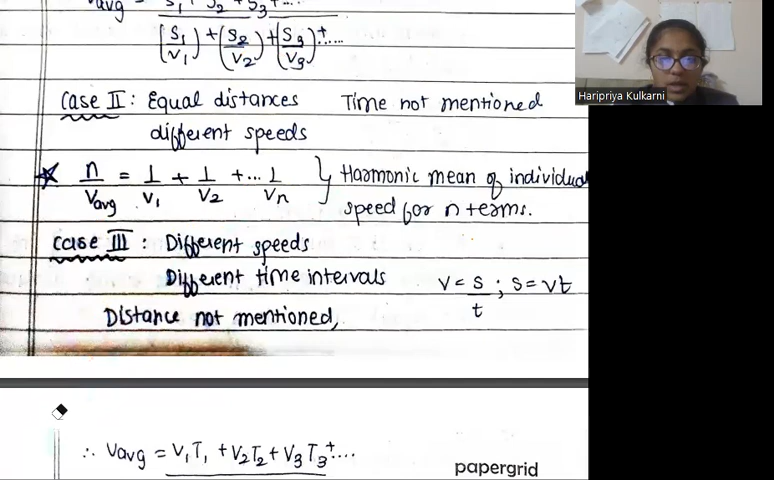 Vavg = S1 + S2 + S3 + ....
(S1/V1) + (S2/V2) + (S3/V3) + .....
Case II : Equal distances Time not mentioned
different speeds
n/Vavg = 1/V1 + 1/V2 + ... 1/Vn } Harmonic mean of individual
speed for n terms.
Case III : Different speeds
Different time intervals V = S/t ; S = Vt
Distance not mentioned,
∴ Vavg = V1T1 + V2T2 + V3T3 + ....
papergrid
Haripriya Kulkarni